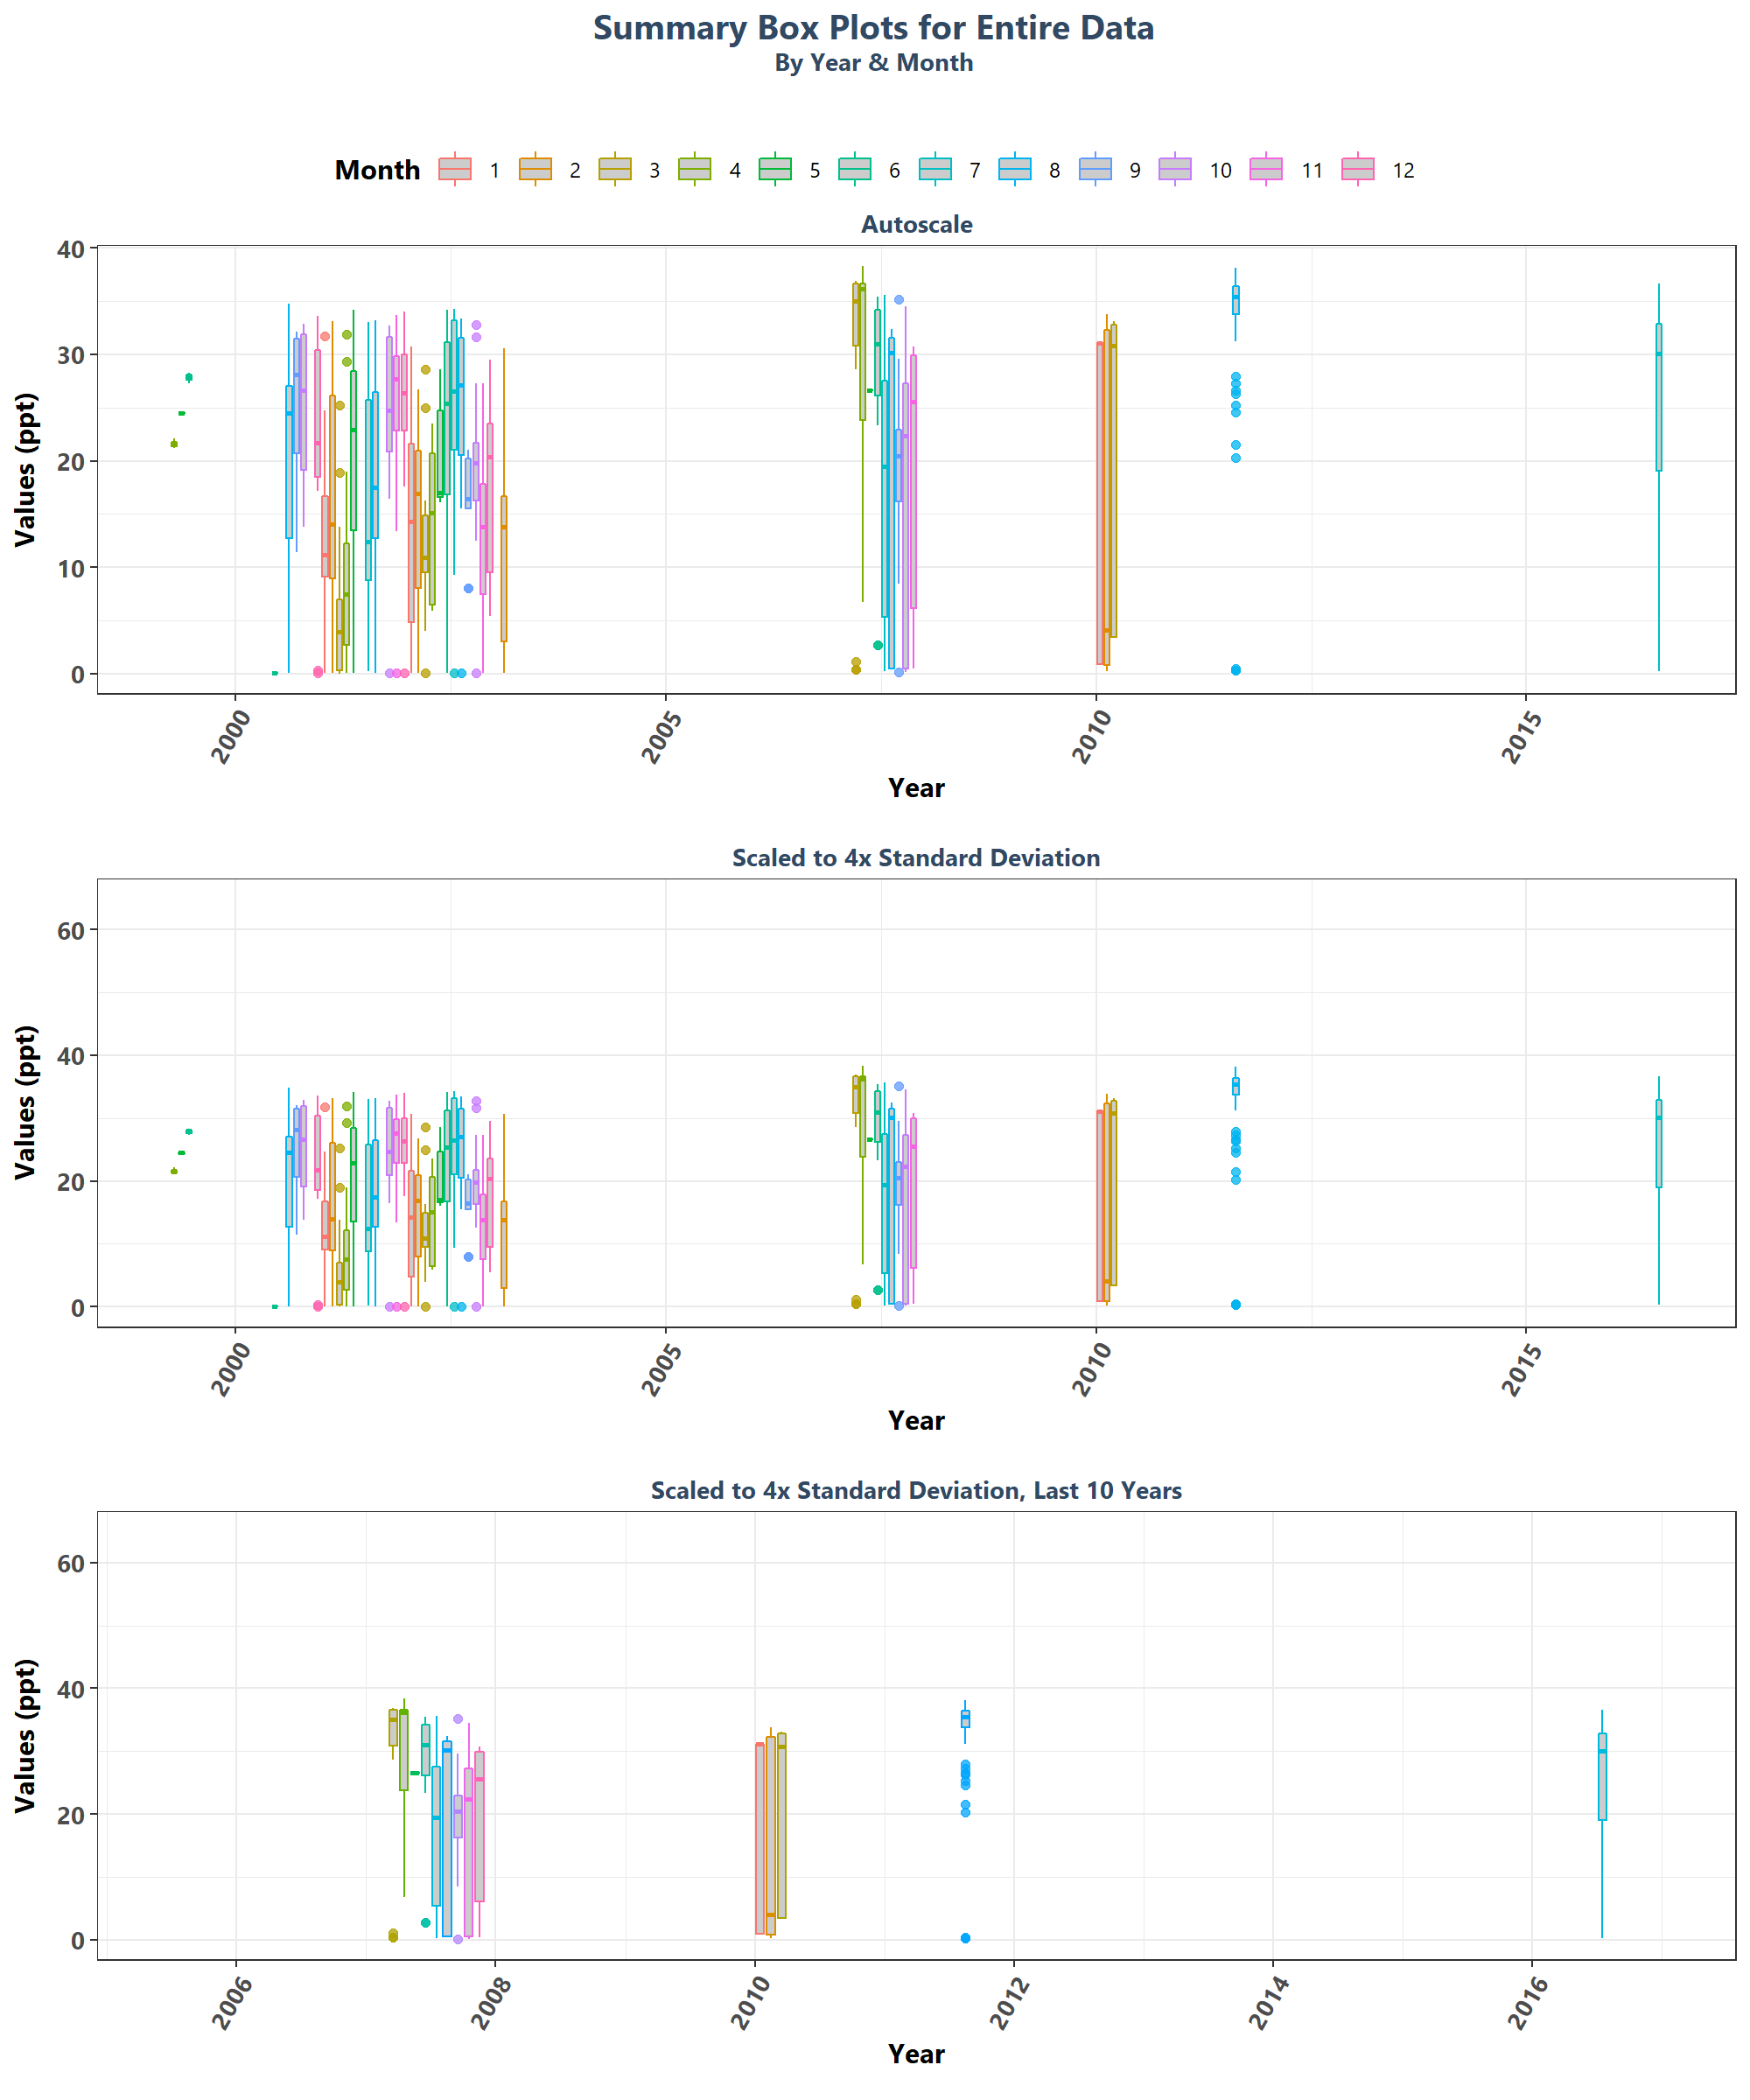 Summary Box Plots for Entire Data
By Year & Month
Month 1 2 3 4 5 6 7 8 9 10 11 12
Autoscale
Values (ppt)
40
30
20
10
0
2000 2005 2010 2015
Year
Scaled to 4x Standard Deviation
Values (ppt)
60
40
20
0
2000 2005 2010 2015
Year
Scaled to 4x Standard Deviation, Last 10 Years
Values (ppt)
60
40
20
0
2006 2008 2010 2012 2014 2016
Year